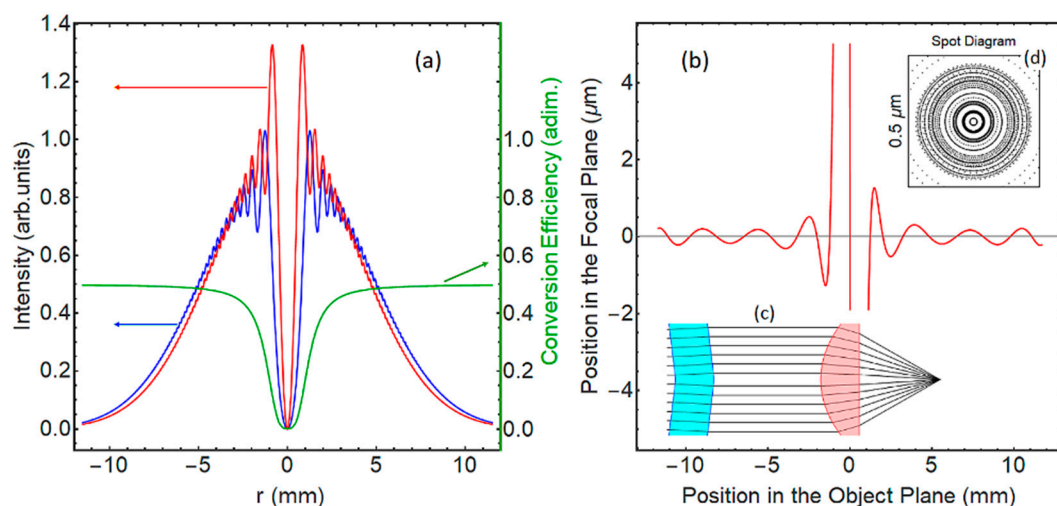 (a)
Intensity (arb.units)
1.4
1.2
1.0
0.8
0.6
0.4
0.2
0.0
Conversion Efficiency (adim.)
1.0
0.8
0.6
0.4
0.2
0.0
−10
−5
0
5
10
r (mm)
(b)
Position in the Focal Plane (μm)
4
2
0
−2
−4
Spot Diagram
(d)
0.5 μm
(c)
−10
−5
0
5
10
Position in the Object Plane (mm)